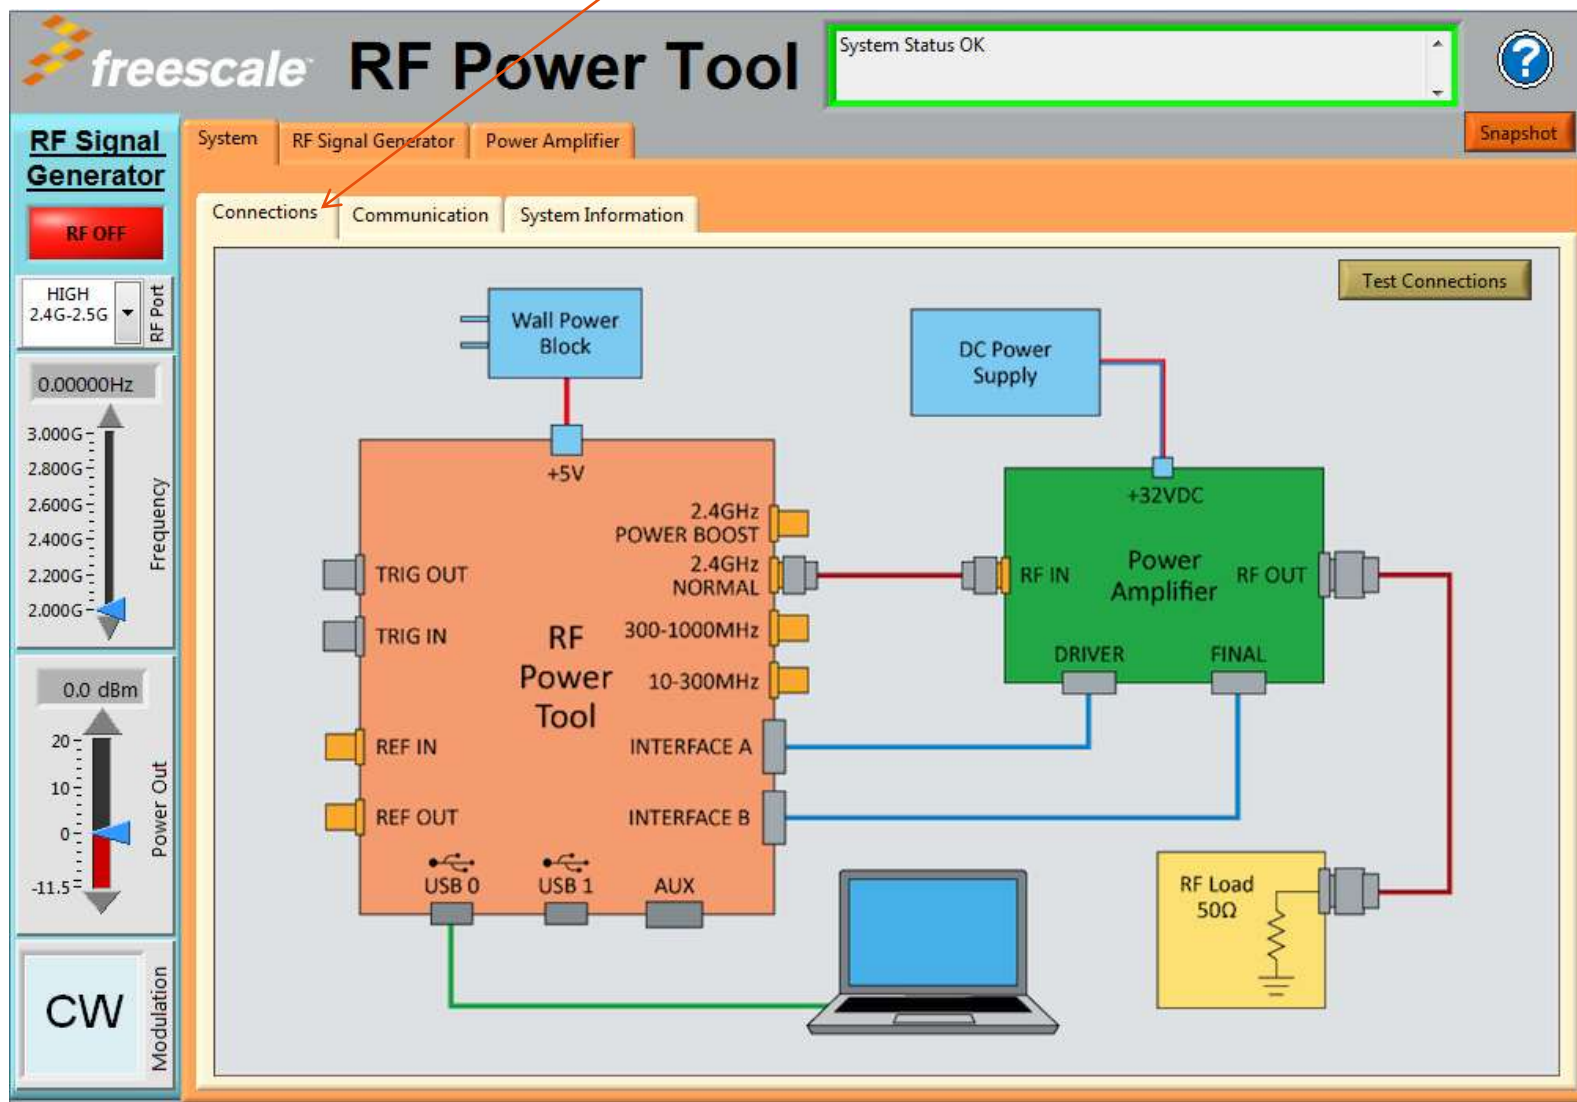 freescale
RF Power Tool
System Status OK
?
RF Signal
Generator
System
RF Signal Generator
Power Amplifier
Snapshot
RF OFF
Connections
Communication
System Information
HIGH
2.4G-2.5G
RF Port
Test Connections
0.00000Hz
3.000G
2.800G
2.600G
2.400G
2.200G
2.000G
Frequency
0.0 dBm
20
10
0
-11.5
Power Out
CW
Modulation
Wall Power
Block
DC Power
Supply
+5V
+32VDC
2.4GHz
POWER BOOST
2.4GHz
NORMAL
300-1000MHz
10-300MHz
TRIG OUT
TRIG IN
RF
Power
Tool
REF IN
REF OUT
INTERFACE A
INTERFACE B
USB 0
USB 1
AUX
RF IN
Power
Amplifier
RF OUT
DRIVER
FINAL
RF Load
50Ω